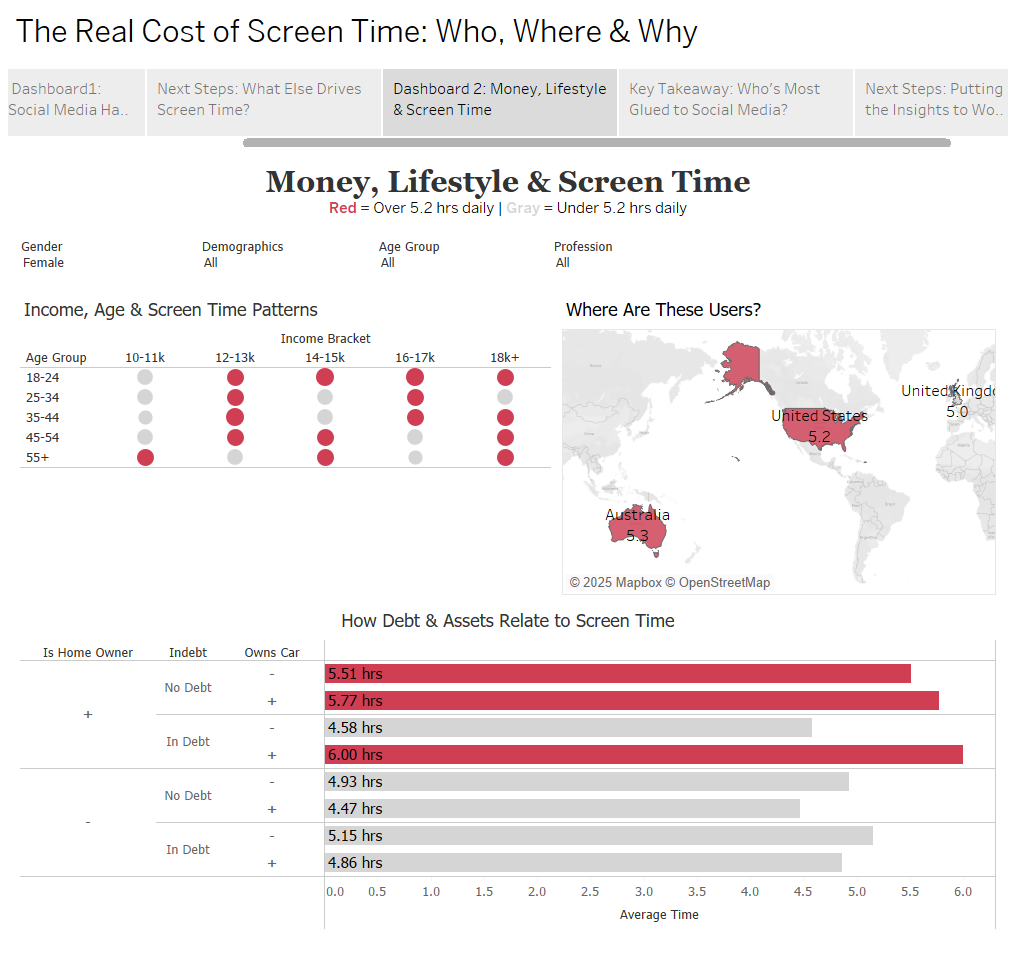 The Real Cost of Screen Time: Who, Where & Why
Dashboard1:
Social Media Ha..
Next Steps: What Else Drives
Screen Time?
Dashboard 2: Money, Lifestyle
& Screen Time
Key Takeaway: Who's Most
Glued to Social Media?
Next Steps: Putting
the Insights to Wo..
Money, Lifestyle & Screen Time
Red = Over 5.2 hrs daily | Gray = Under 5.2 hrs daily
Gender
Female
Demographics
All
Age Group
All
Profession
All
Income, Age & Screen Time Patterns
Income Bracket
Age Group 10-11k 12-13k 14-15k 16-17k 18k+
18-24
25-34
35-44
45-54
55+
Where Are These Users?
United Kingdo
5.0
United States
5.2
Australia
5.3
© 2025 Mapbox © OpenStreetMap
How Debt & Assets Relate to Screen Time
Is Home Owner Indebt Owns Car
+ No Debt - 5.51 hrs
+ 5.77 hrs
In Debt - 4.58 hrs
+ 6.00 hrs
- No Debt - 4.93 hrs
+ 4.47 hrs
In Debt - 5.15 hrs
+ 4.86 hrs
0.0 0.5 1.0 1.5 2.0 2.5 3.0 3.5 4.0 4.5 5.0 5.5 6.0
Average Time